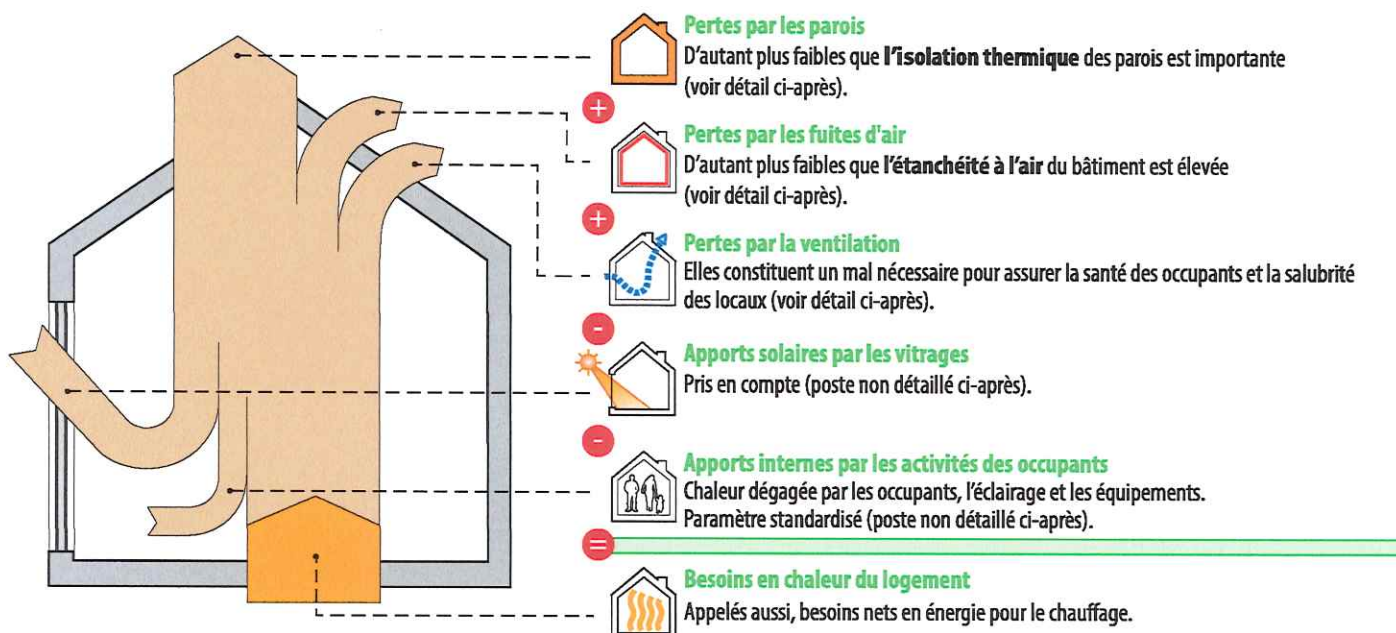 Pertes par les parois
D'autant plus faibles que l'isolation thermique des parois est importante
(voir détail ci-après).
+
Pertes par les fuites d'air
D'autant plus faibles que l'étanchéité à l'air du bâtiment est élevée
(voir détail ci-après).
+
Pertes par la ventilation
Elles constituent un mal nécessaire pour assurer la santé des occupants et la salubrité
des locaux (voir détail ci-après).
-
Apports solaires par les vitrages
Pris en compte (poste non détaillé ci-après).
-
Apports internes par les activités des occupants
Chaleur dégagée par les occupants, l'éclairage et les équipements.
Paramètre standardisé (poste non détaillé ci-après).
=
Besoins en chaleur du logement
Appelés aussi, besoins nets en énergie pour le chauffage.